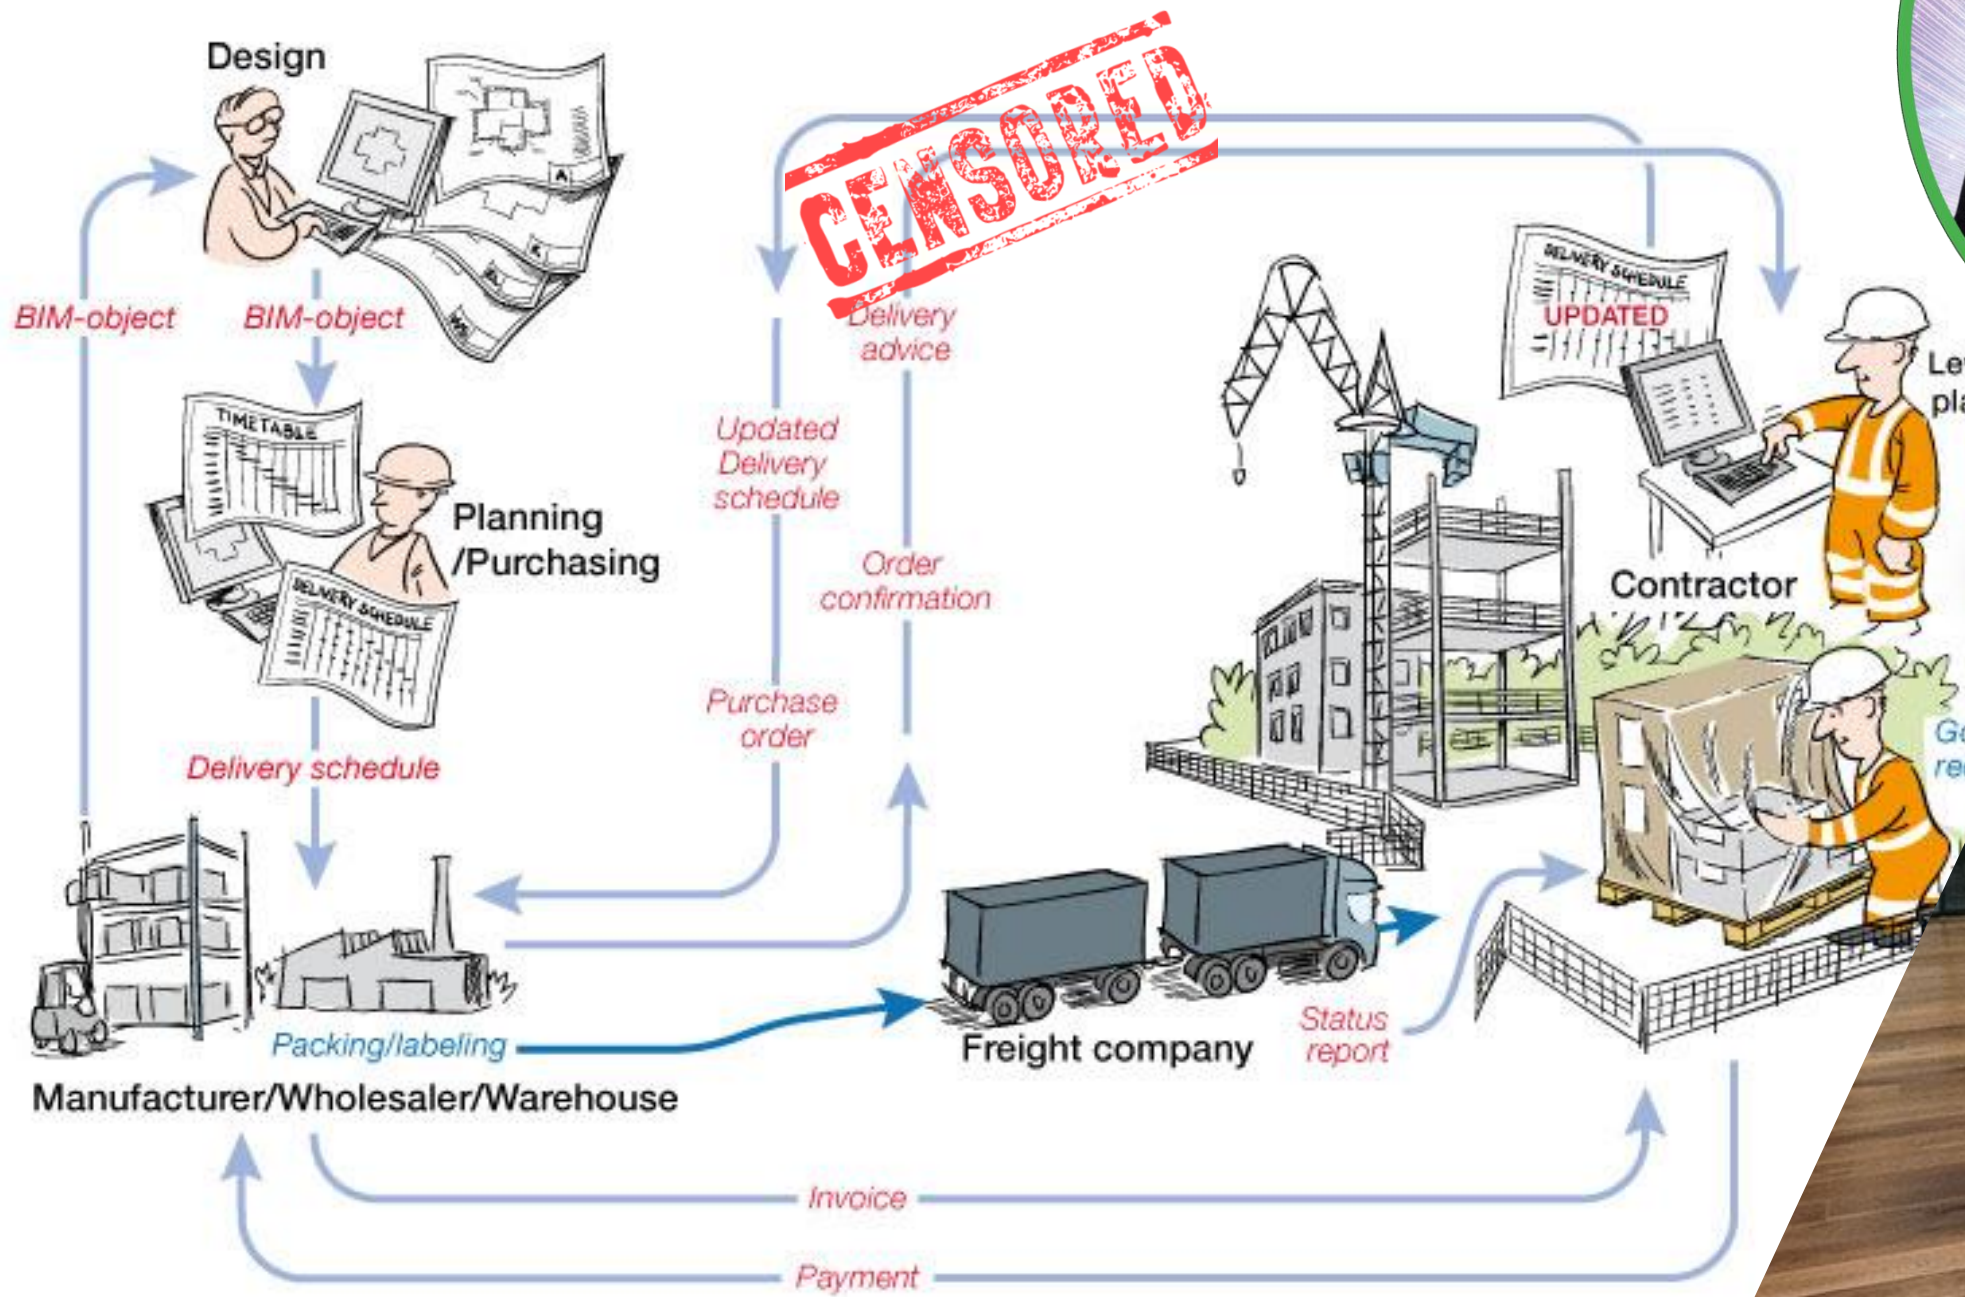 Design
CENSORED
BIM-object
BIM-object
A
K
DELIVERY SCHEDULE
UPDATED
Delivery
advice
TIMETABLE
Updated
Delivery
schedule
Planning
/Purchasing
DELIVERY SCHEDULE
Order
confirmation
Contractor
Purchase
order
Delivery schedule
Packing/labeling
Freight company
Status
report
Manufacturer/Wholesaler/Warehouse
Invoice
Payment